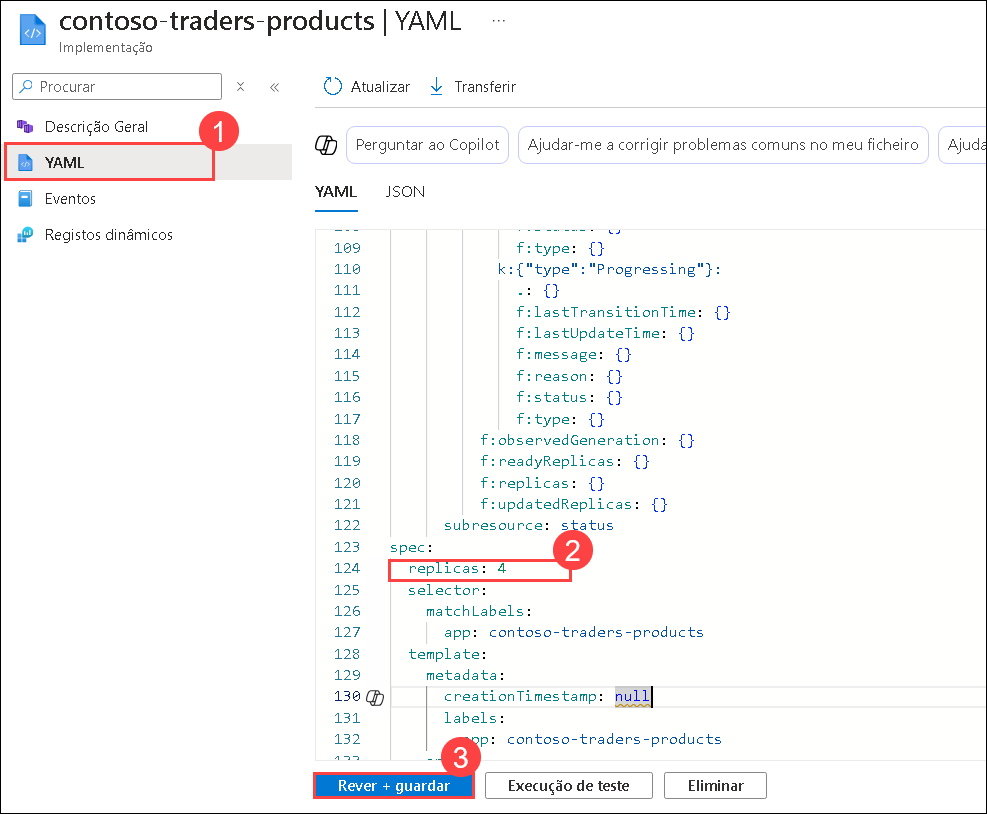 contoso-traders-products | YAML ...
Implementação
Procurar
Atualizar Transferir
Descrição Geral
1
YAML
Eventos
Registos dinâmicos
Perguntar ao Copilot Ajudar-me a corrigir problemas comuns no meu ficheiro Ajuda
YAML JSON
109 f:type: {}
110 k:{"type":"Progressing"}:
111 .: {}
112 f:lastTransitionTime: {}
113 f:lastUpdateTime: {}
114 f:message: {}
115 f:reason: {}
116 f:status: {}
117 f:type: {}
118 f:observedGeneration: {}
119 f:readyReplicas: {}
120 f:replicas: {}
121 f:updatedReplicas: {}
122 subresource: status
123 spec:
2
124 replicas: 4
125 selector:
126 matchLabels:
127 app: contoso-traders-products
128 template:
129 metadata:
130 creationTimestamp: null
131 labels:
132 app: contoso-traders-products
3
Rever + guardar Execução de teste Eliminar